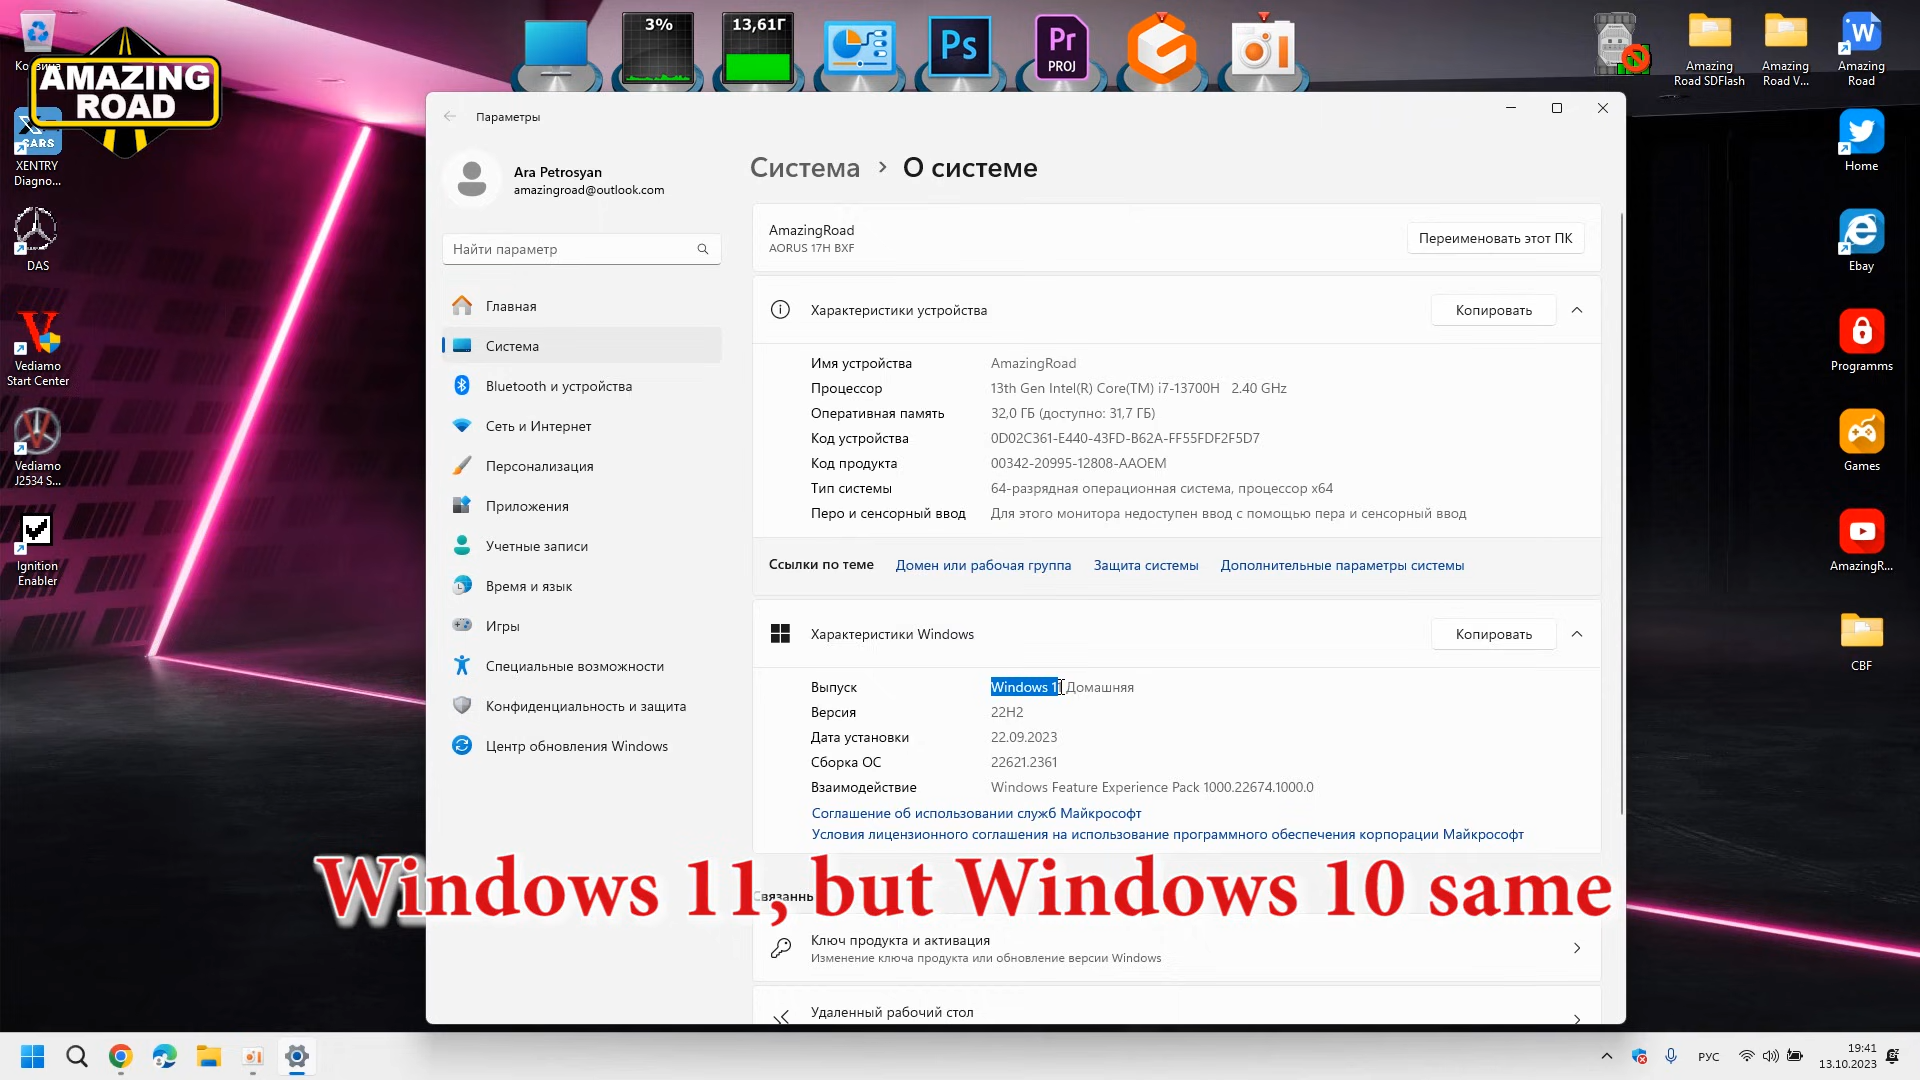 3%
13,61Г
Ps
Pr
PROJ
Amazing
Road SDFlash
Amazing
Road V...
W
Amazing
Road
AMAZING
ROAD
CARS
XENTRY
Diagno...
DAS
Vediamo
Start Center
Vediamo
J2534 S...
Ignition
Enabler
Home
Ebay
Programms
Games
AmazingR...
CBF
Параметры
Ara Petrosyan
amazingroad@outlook.com
Найти параметр
Главная
Система
Bluetooth и устройства
Сеть и Интернет
Персонализация
Приложения
Учетные записи
Время и язык
Игры
Специальные возможности
Конфиденциальность и защита
Центр обновления Windows
Система > О системе
AmazingRoad
AORUS 17H BXF
Переименовать этот ПК
Характеристики устройства
Копировать
Имя устройства AmazingRoad
Процессор 13th Gen Intel(R) Core(TM) i7-13700H 2.40 GHz
Оперативная память 32,0 ГБ (доступно: 31,7 ГБ)
Код устройства 0D02C361-E440-43FD-B62A-FF55FDF2F5D7
Код продукта 00342-20995-12808-AAOEM
Тип системы 64-разрядная операционная система, процессор x64
Перо и сенсорный ввод Для этого монитора недоступен ввод с помощью пера и сенсорный ввод
Ссылки по теме Домен или рабочая группа Защита системы Дополнительные параметры системы
Характеристики Windows
Копировать
Выпуск Windows 11 Домашняя
Версия 22H2
Дата установки 22.09.2023
Сборка ОС 22621.2361
Взаимодействие Windows Feature Experience Pack 1000.22674.1000.0
Соглашение об использовании служб Майкрософт
Условия лицензионного соглашения на использование программного обеспечения корпорации Майкрософт
Windows 11, but Windows 10 same
Ключ продукта и активация
Изменение ключа продукта или обновление версии Windows
Удаленный рабочий стол
РУС
19:41
13.10.2023